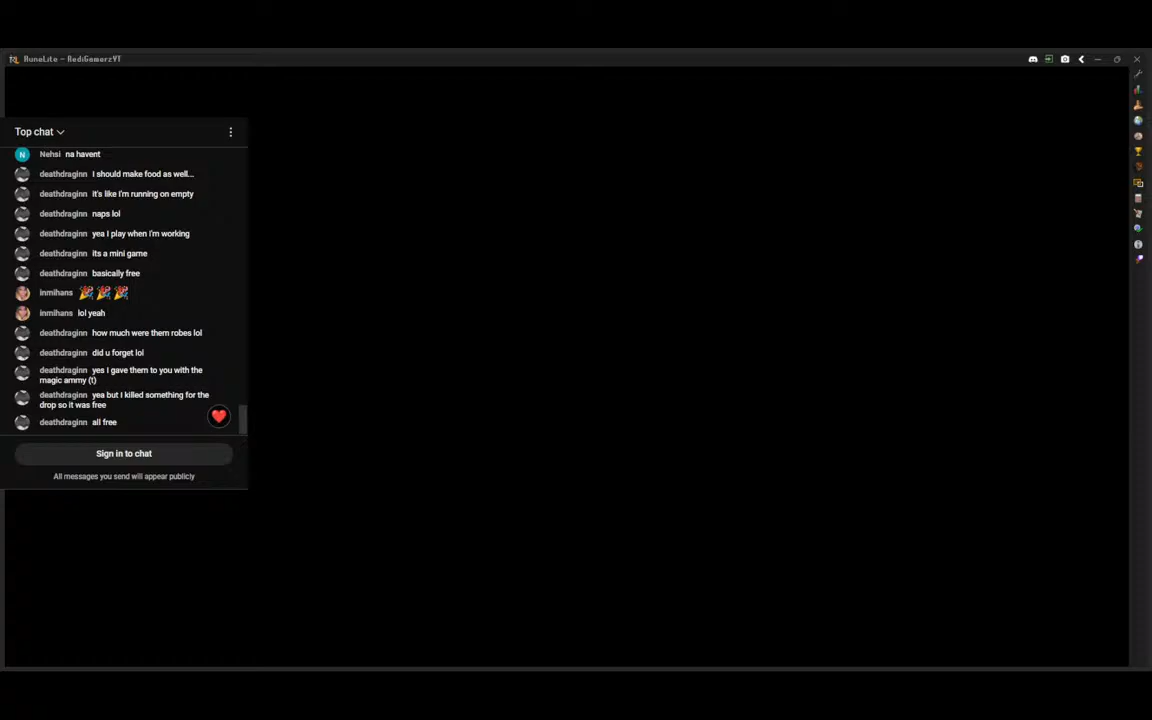 RuneLite - RediGamerzYT
Top chat
N Nehsi na havent
deathdraginn I should make food as well...
deathdraginn it's like I'm running on empty
deathdraginn naps lol
deathdraginn yea I play when I'm working
deathdraginn its a mini game
deathdraginn basically free
inmihans 🎉🎉🎉
inmihans lol yeah
deathdraginn how much were them robes lol
deathdraginn did u forget lol
deathdraginn yes I gave them to you with the
magic ammy (t)
deathdraginn yea but I killed something for the
drop so it was free
deathdraginn all free
Sign in to chat
All messages you send will appear publicly